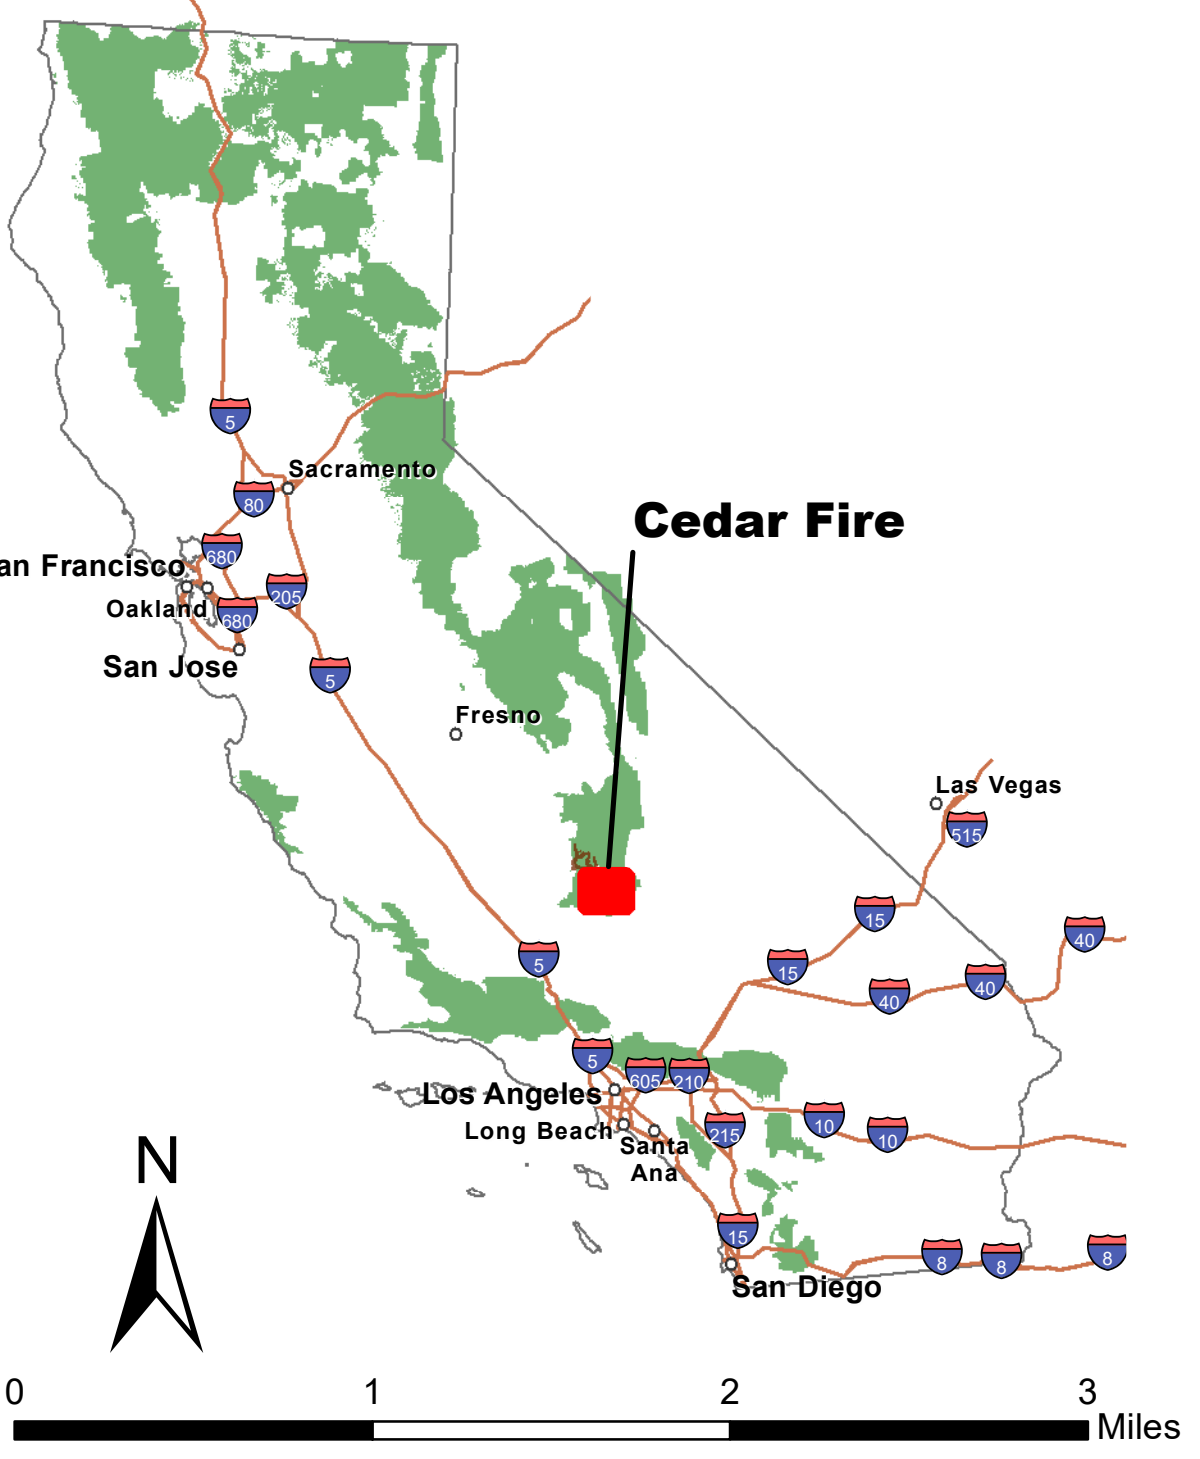 5
Sacramento
80
Cedar Fire
680
an Francisco
205
Oakland
680
San Jose
5
Fresno
Las Vegas
515
15
40
5
15
40
40
5
605
210
Los Angeles
10
Long Beach
215
10
Santa
Ana
N
15
8
8
8
San Diego
0
1
2
3
Miles